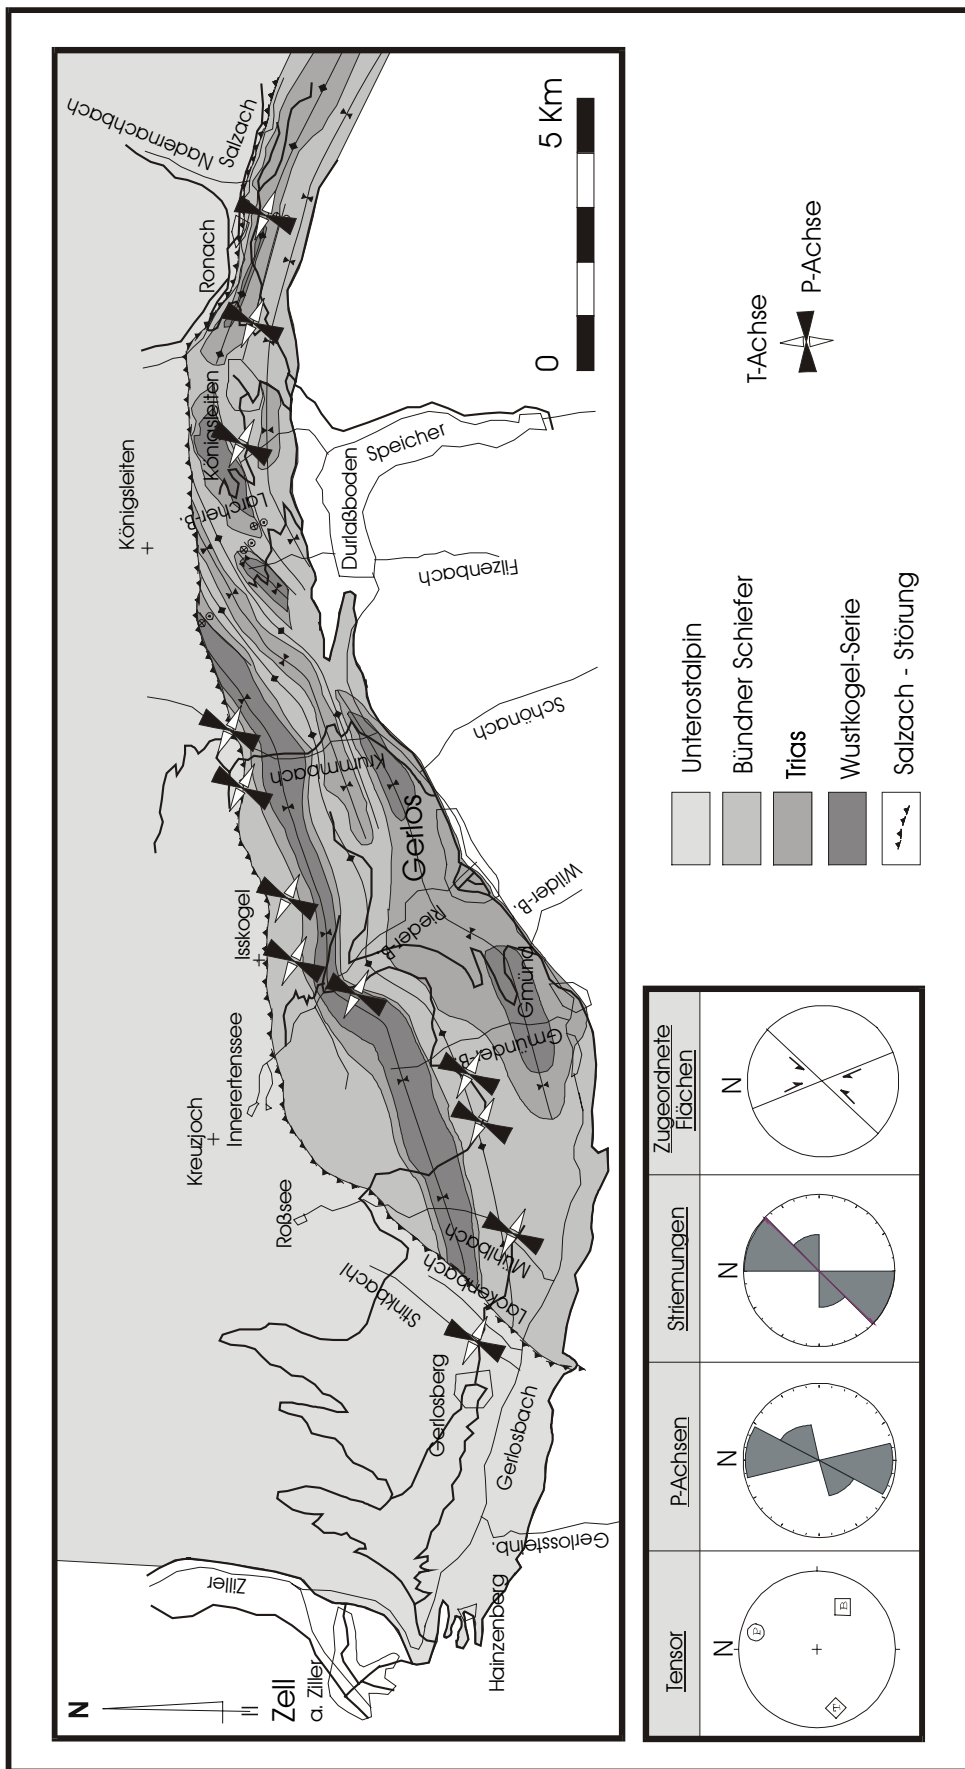 N
Zell
a. Ziller
Ziller
Hainzenberg
Gerlossteinb.
Gerlosbach
Gerlosberg
Stinkbachl
Lackenbach
Mühlbach
Roßsee
Kreuzjoch
Innerertenssee
Isskogel
Gmünder-B.
Gmünd
Rieder-B.
Wilder-B.
Gerlos
Krummbach
Schönach
Königsleiten
Larcher-B.
Königsleiten
Filzenbach
Durlaßboden
Speicher
Ronach
Nadernachbach
Salzach
0
5 Km
Tensor
P-Achsen
Striemungen
Zugeordnete
Flächen
N
N
N
N
P
B
T
Unterostalpin
Bündner Schiefer
Trias
Wustkogel-Serie
Salzach - Störung
T-Achse
P-Achse